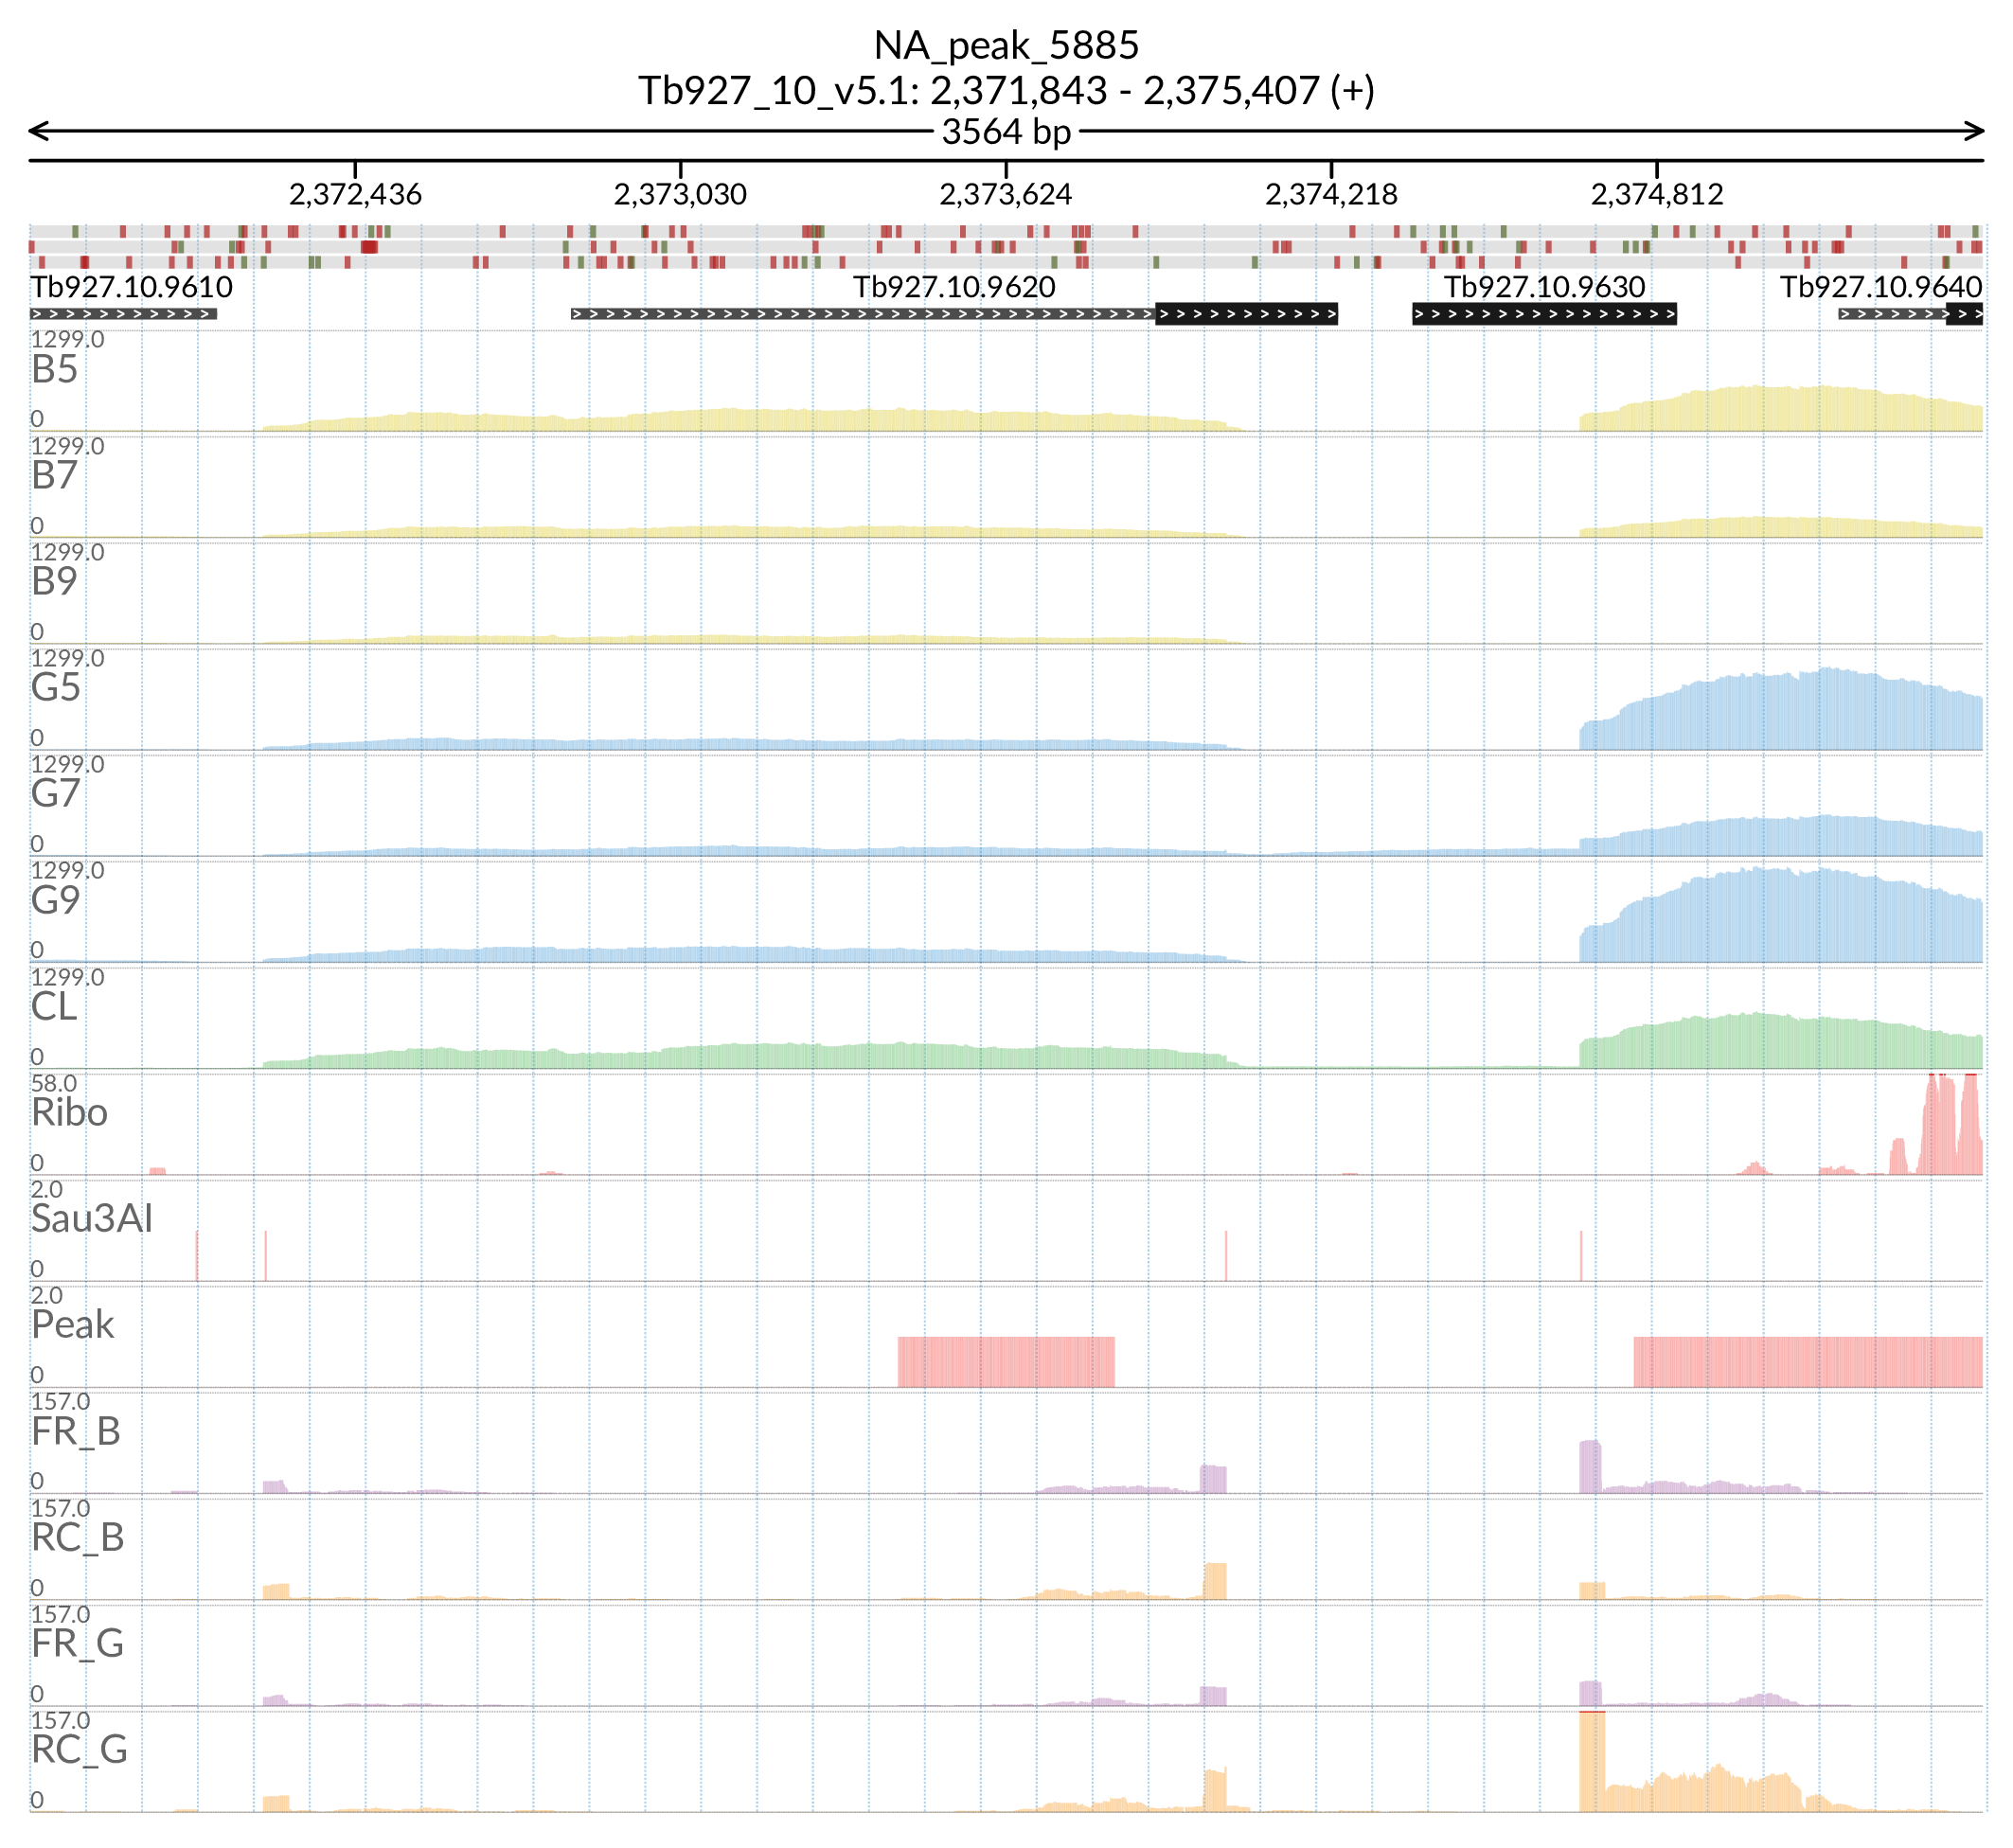 NA_peak_5885
Tb927_10_v5.1: 2,371,843 - 2,375,407 (+)
3564 bp
2,372,436 2,373,030 2,373,624 2,374,218 2,374,812
Tb927.10.9610 Tb927.10.9620 Tb927.10.9630 Tb927.10.9640
1299.0
B5
0
1299.0
B7
0
1299.0
B9
0
1299.0
G5
0
1299.0
G7
0
1299.0
G9
0
1299.0
CL
0
58.0
Ribo
0
2.0
Sau3AI
0
2.0
Peak
0
157.0
FR_B
0
157.0
RC_B
0
157.0
FR_G
0
157.0
RC_G
0